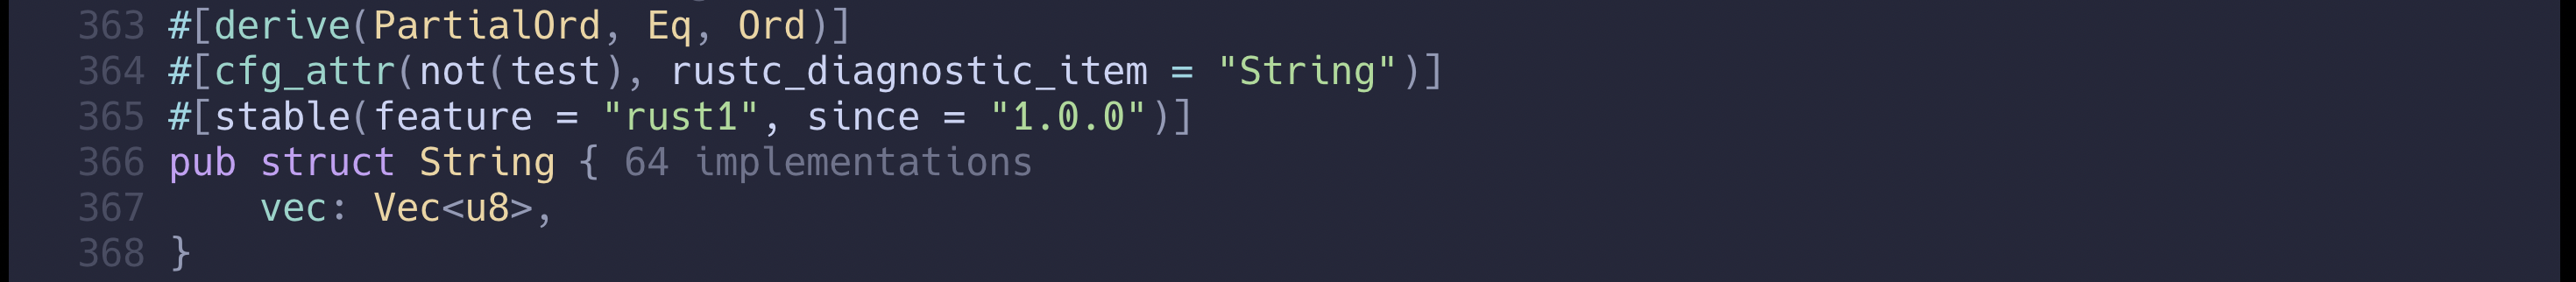 363 #[derive(PartialOrd, Eq, Ord)]
364 #[cfg_attr(not(test), rustc_diagnostic_item = "String")]
365 #[stable(feature = "rust1", since = "1.0.0")]
366 pub struct String { 64 implementations
367     vec: Vec<u8>,
368 }